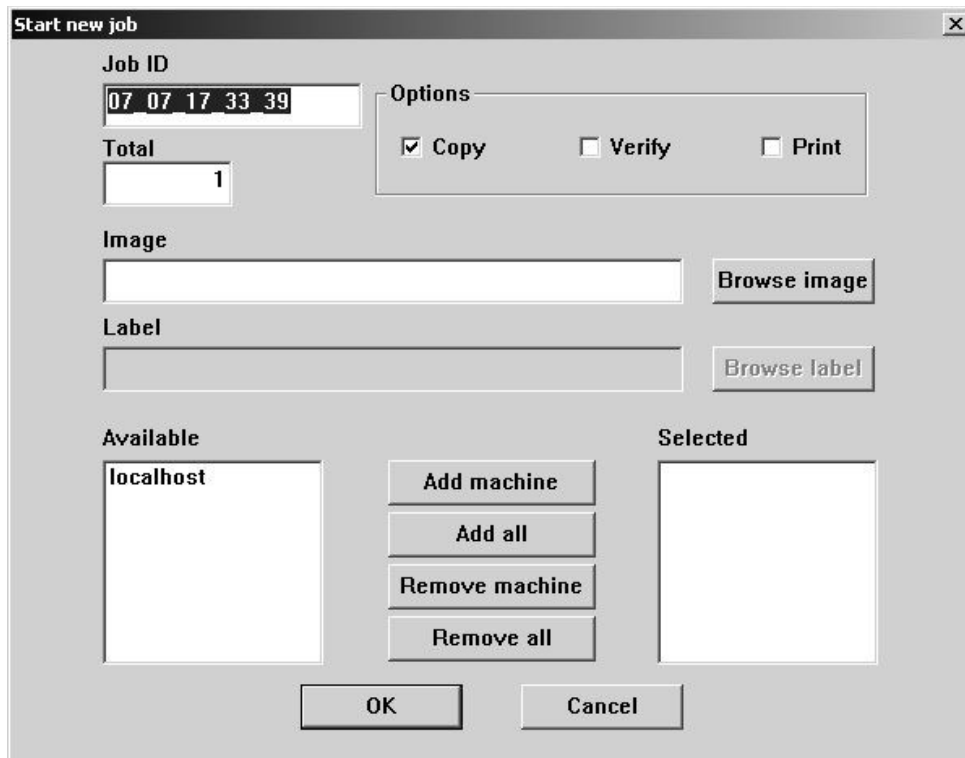 Start new job
Job ID
07_07_17_33_39
Options
Copy
Verify
Print
Total
1
Image
Browse image
Label
Browse label
Available
Selected
localhost
Add machine
Add all
Remove machine
Remove all
OK
Cancel